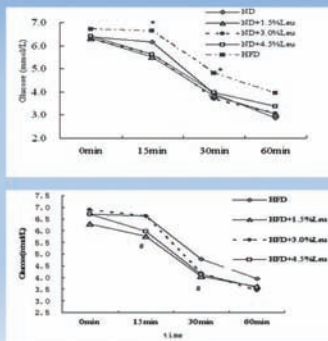 7.0
6.0
5.0
4.0
3.0
2.0
Glucose (mmol/L)
*
*
ND
ND+1.5%Leu
ND+3.0%Leu
ND+4.5%Leu
HFD
0min 15min 30min 60min
7.5
7.0
6.5
6.0
5.5
5.0
4.5
4.0
3.5
3.0
2.5
Glucose(mmol/L)
#
#
HFD
HFD+1.5%Leu
HFD+3.0%Leu
HFD+4.5%Leu
0min 15min 30min 60min
time